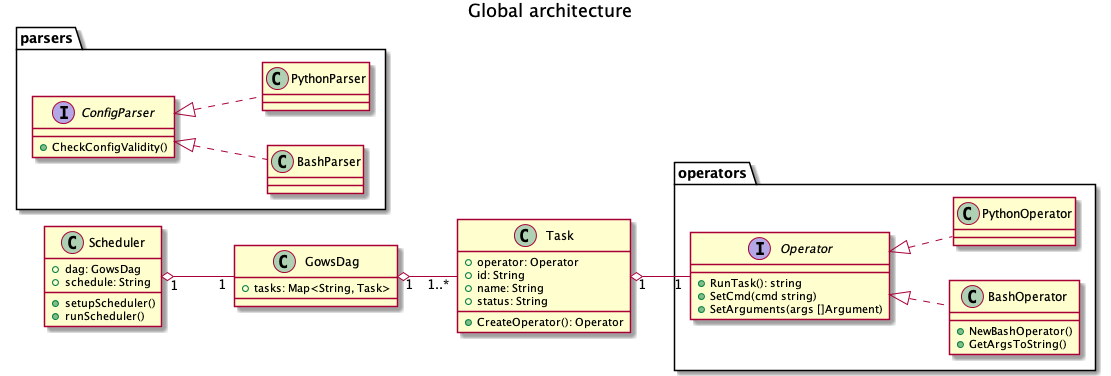 Global architecture
parsers
C PythonParser
I ConfigParser
CheckConfigValidity()
C BashParser
operators
C Scheduler
dag: GowsDag
schedule: String
setupScheduler()
runScheduler()
1
1
C GowsDag
tasks: Map<String, Task>
1
1..*
C Task
operator: Operator
id: String
name: String
status: String
CreateOperator(): Operator
1
1
I Operator
RunTask(): string
SetCmd(cmd string)
SetArguments(args []Argument)
C PythonOperator
C BashOperator
NewBashOperator()
GetArgsToString()